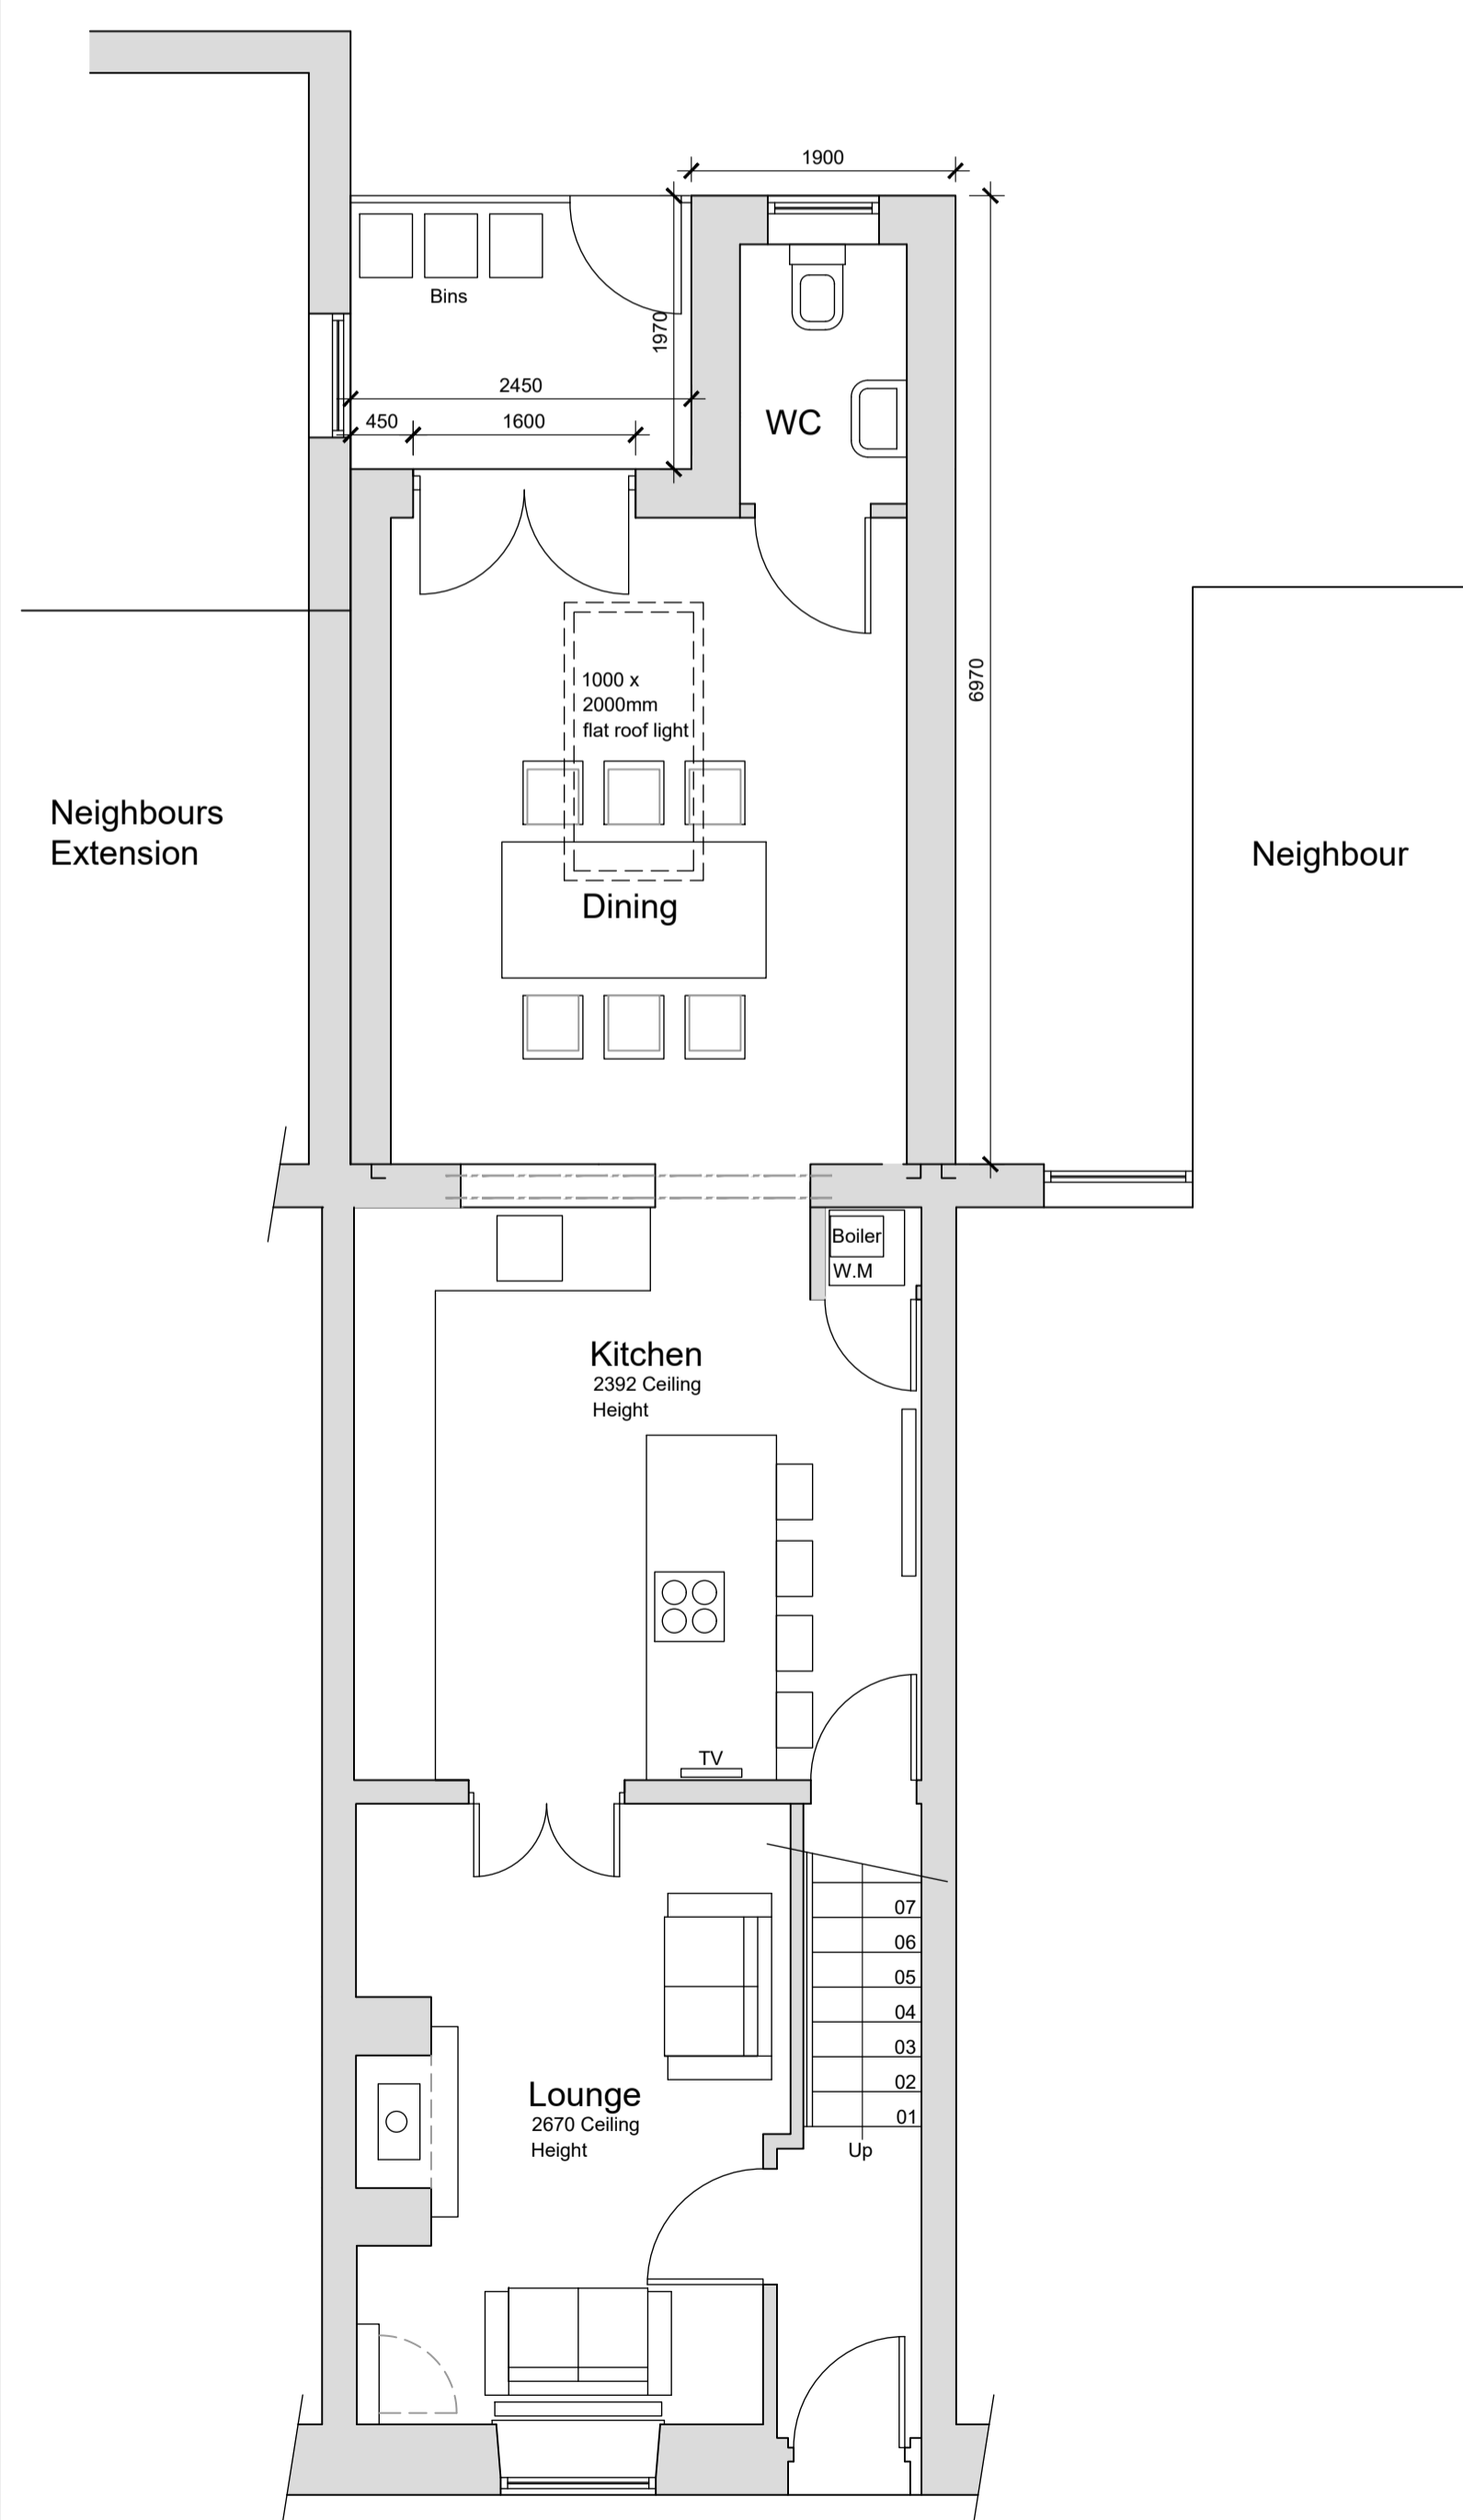 1900
Bins
1970
2450
450
1600
WC
6970
1000 x
2000mm
flat roof light
Neighbours
Extension
Neighbour
Dining
Boiler
W.M
Kitchen
2392 Ceiling
Height
TV
07
06
05
04
03
02
01
Up
Lounge
2670 Ceiling
Height